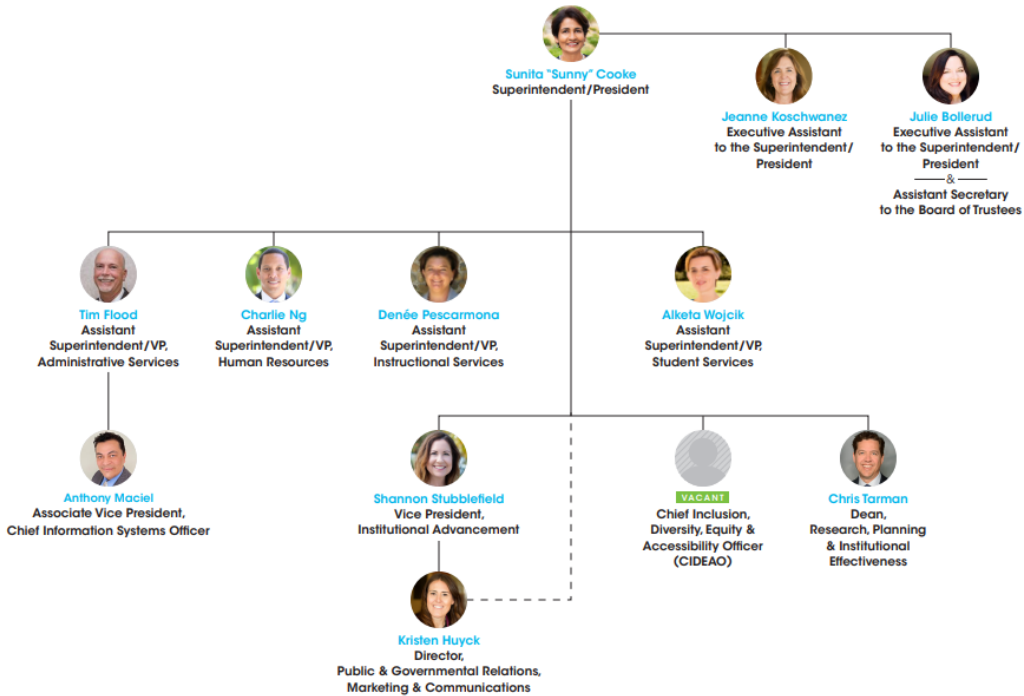 Sunita "Sunny" Cooke
Superintendent/President
Jeanne Koschwanez
Executive Assistant
to the Superintendent/
President
Julie Bollerud
Executive Assistant
to the Superintendent/
President
&
Assistant Secretary
to the Board of Trustees
Tim Flood
Assistant
Superintendent/VP,
Administrative Services
Charlie Ng
Assistant
Superintendent/VP,
Human Resources
Denée Pescarmona
Assistant
Superintendent/VP,
Instructional Services
Alketa Wojcik
Assistant
Superintendent/VP,
Student Services
Anthony Maciel
Associate Vice President,
Chief Information Systems Officer
Shannon Stubblefield
Vice President,
Institutional Advancement
VACANT
Chief Inclusion,
Diversity, Equity &
Accessibility Officer
(CIDEAO)
Chris Tarman
Dean,
Research, Planning
& Institutional
Effectiveness
Kristen Huyck
Director,
Public & Governmental Relations,
Marketing & Communications